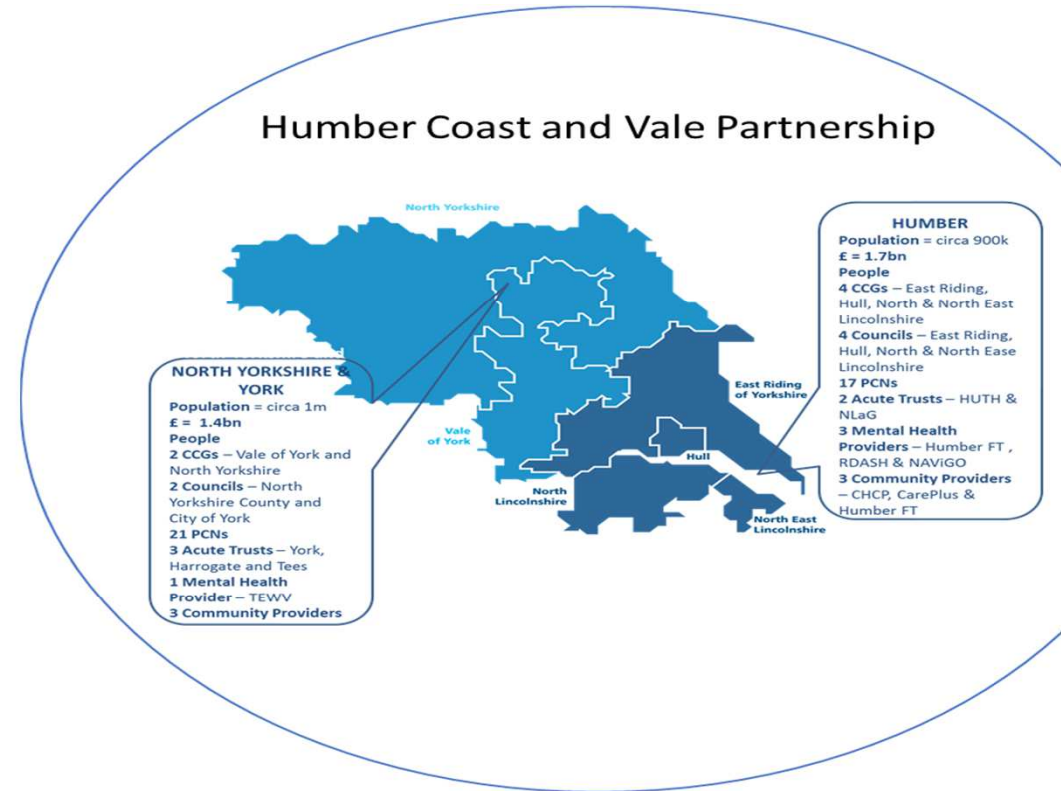 Humber Coast and Vale Partnership
North Yorkshire
HUMBER
Population = circa 900k
£ = 1.7bn
People
4 CCGs – East Riding,
Hull, North & North East
Lincolnshire
4 Councils – East Riding,
Hull, North & North Ease
Lincolnshire
17 PCNs
2 Acute Trusts – HUTH &
NLaG
3 Mental Health
Providers – Humber FT ,
RDASH & NAViGO
3 Community Providers
– CHCP, CarePlus &
Humber FT
NORTH YORKSHIRE &
YORK
Population = circa 1m
£ = 1.4bn
People
2 CCGs – Vale of York and
North Yorkshire
2 Councils – North
Yorkshire County and
City of York
21 PCNs
3 Acute Trusts – York,
Harrogate and Tees
1 Mental Health
Provider – TEWV
3 Community Providers
East Riding
of Yorkshire
Vale
of York
Hull
North
Lincolnshire
North East
Lincolnshire